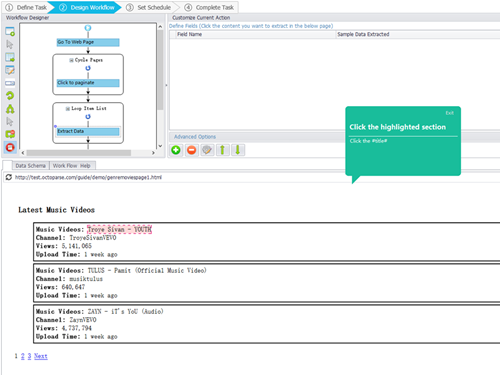 1 Define Task 2 Design Workflow 3 Set Schedule 4 Complete Task
Workflow Designer
Customize Current Action
Define Fields (Click the content you want to extract in the below page)
Field Name Sample Data Extracted
Go To Web Page
Cycle Pages
Click to paginate
Loop Item List
Extract Data
Exit
Click the highlighted section
Click the #title#
Advanced Options
Data Schema Work Flow Help
http://test.octoparse.com/guide/demo/genremoviespage1.html
Latest Music Videos
Music Videos: Troye Sivan - YOUTH
Channel: TroyeSivanVEVO
Views: 5,141,065
Upload Time: 1 week ago
Music Videos: TULUS - Pamit (Official Music Video)
Channel: musiktulus
Views: 640,647
Upload Time: 1 week ago
Music Videos: ZAYN - iT's YoU (Audio)
Channel: ZaynVEVO
Views: 4,737,794
Upload Time: 1 week ago
1 2 3 Next